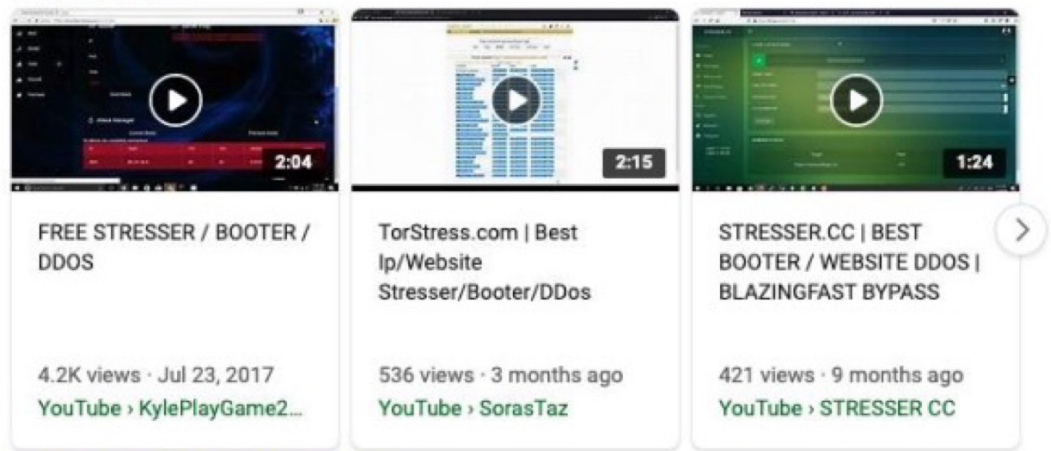 2:04
FREE STRESSER / BOOTER /
DDOS
4.2K views · Jul 23, 2017
YouTube › KylePlayGame2...
2:15
TorStress.com | Best
Ip/Website
Stresser/Booter/DDos
536 views · 3 months ago
YouTube › SorasTaz
1:24
STRESSER.CC | BEST
BOOTER / WEBSITE DDOS |
BLAZINGFAST BYPASS
421 views · 9 months ago
YouTube › STRESSER CC